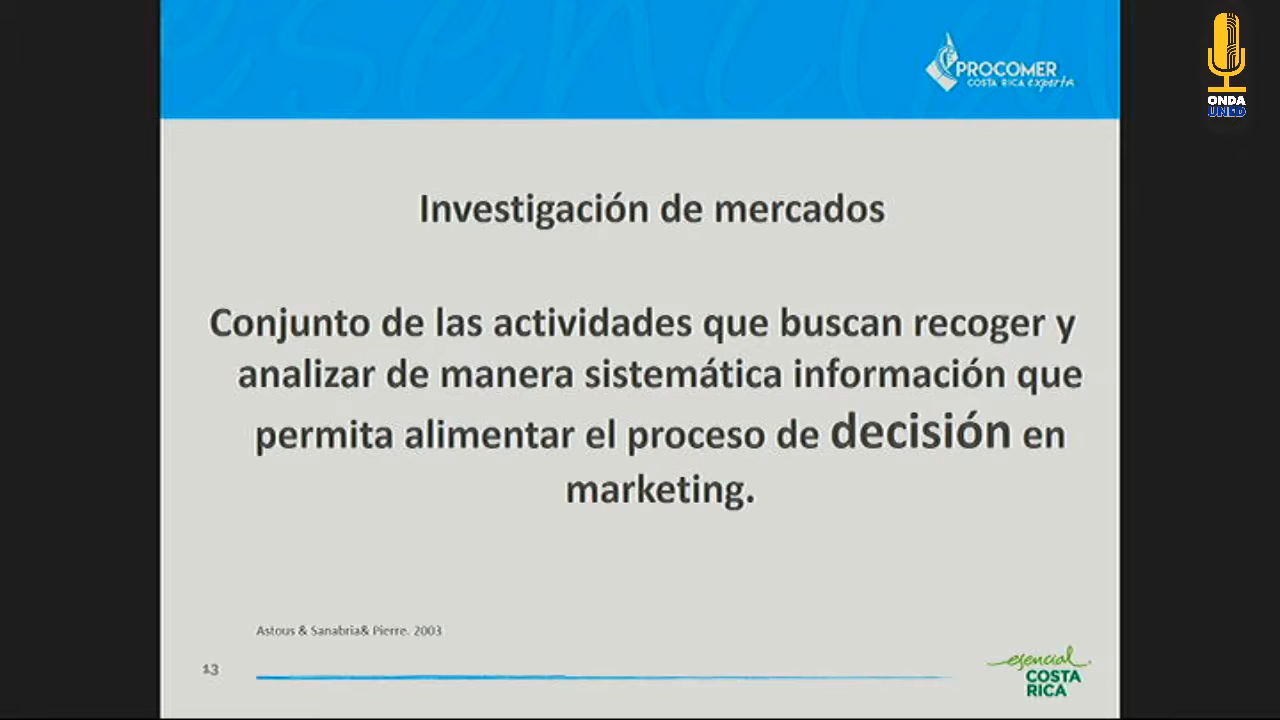 PROCOMER
COSTA RICA exporta
ONDA
UNED
Investigación de mercados
Conjunto de las actividades que buscan recoger y
analizar de manera sistemática información que
permita alimentar el proceso de decisión en
marketing.
Astous & Sanabria& Pierre. 2003
13
esencial
COSTA
RICA